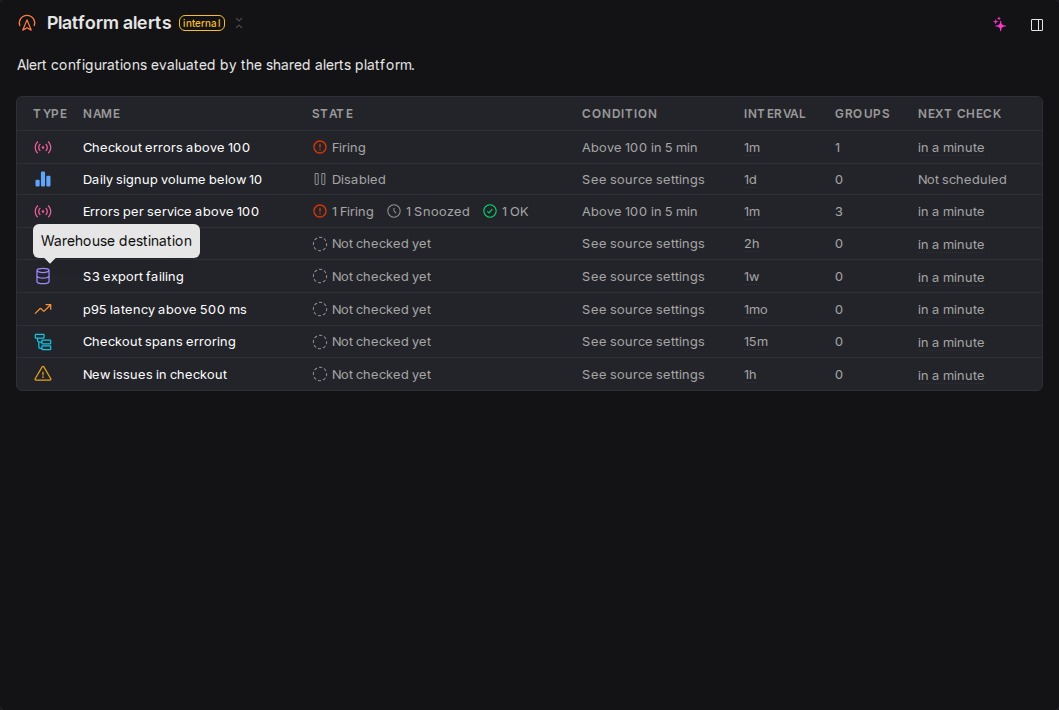 Platform alerts internal
Alert configurations evaluated by the shared alerts platform.
TYPE NAME STATE CONDITION INTERVAL GROUPS NEXT CHECK
Checkout errors above 100 Firing Above 100 in 5 min 1m 1 in a minute
Daily signup volume below 10 Disabled See source settings 1d 0 Not scheduled
Errors per service above 100 1 Firing 1 Snoozed 1 OK Above 100 in 5 min 1m 3 in a minute
Warehouse destination Not checked yet See source settings 2h 0 in a minute
S3 export failing Not checked yet See source settings 1w 0 in a minute
p95 latency above 500 ms Not checked yet See source settings 1mo 0 in a minute
Checkout spans erroring Not checked yet See source settings 15m 0 in a minute
New issues in checkout Not checked yet See source settings 1h 0 in a minute